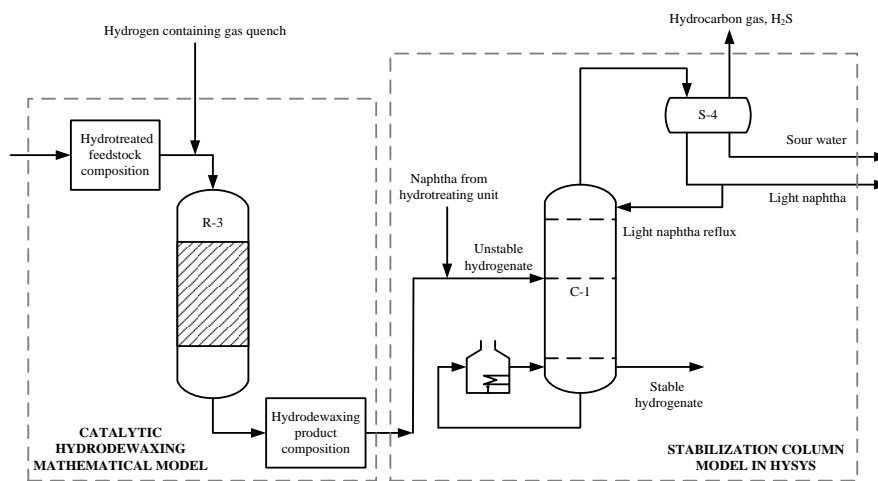 Hydrogen containing gas quench
Hydrocarbon gas, H₂S
Hydrotreated
feedstock
composition
S-4
Sour water
Light naphtha
Naphtha from
hydrotreating unit
R-3
Light naphtha reflux
Unstable
hydrogenate
C-1
Stable
hydrogenate
Hydrodewaxing
product
composition
CATALYTIC
HYDRODEWAXING
MATHEMATICAL MODEL
STABILIZATION COLUMN
MODEL IN HYSYS